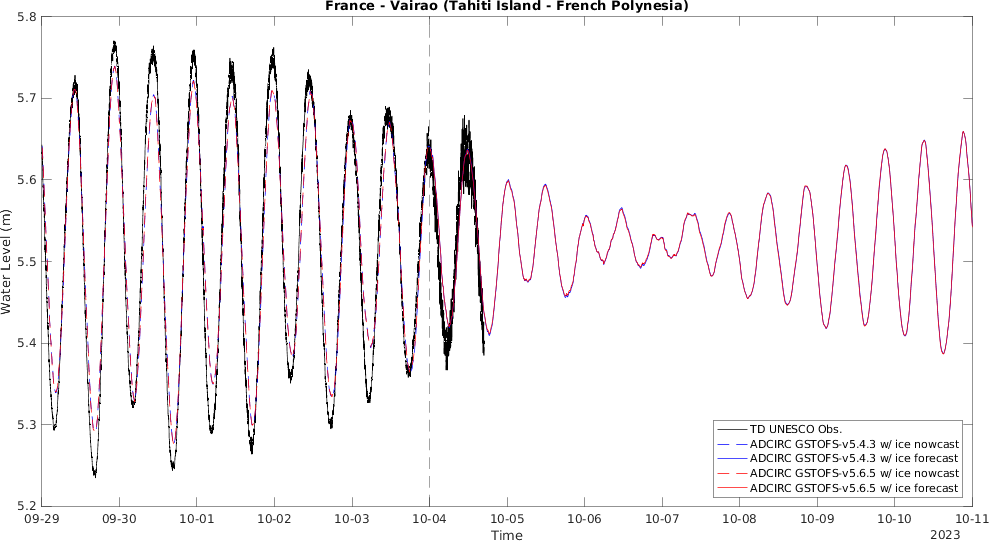 France - Vairao (Tahiti Island - French Polynesia)
5.8
5.7
5.6
5.5
5.4
5.3
5.2
Water Level (m)
09-29 09-30 10-01 10-02 10-03 10-04 10-05 10-06 10-07 10-08 10-09 10-10 10-11
Time
2023
TD UNESCO Obs.
ADCIRC GSTOFS-v5.4.3 w/ ice nowcast
ADCIRC GSTOFS-v5.4.3 w/ ice forecast
ADCIRC GSTOFS-v5.6.5 w/ ice nowcast
ADCIRC GSTOFS-v5.6.5 w/ ice forecast